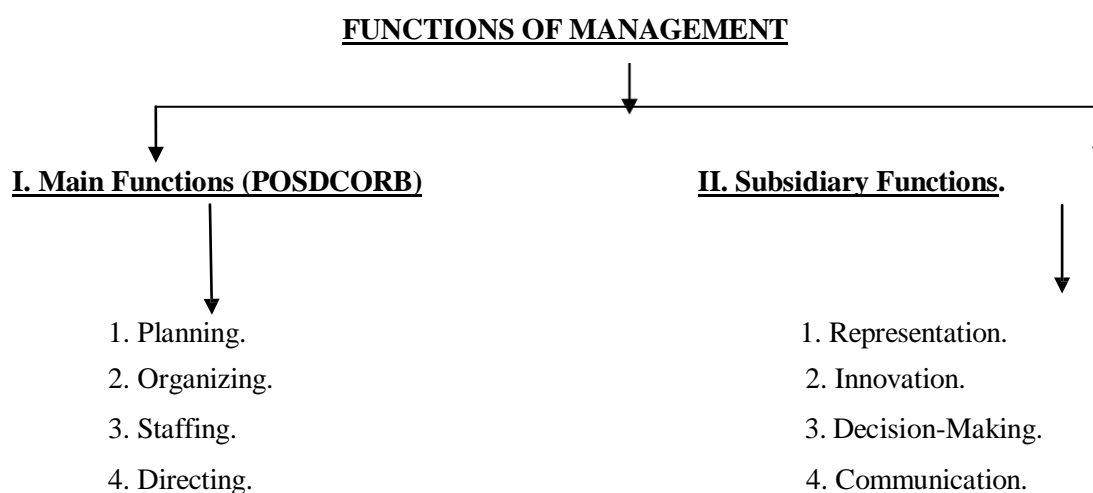 FUNCTIONS OF MANAGEMENT
I. Main Functions (POSDCORB)
II. Subsidiary Functions.
1. Planning.
1. Representation.
2. Organizing.
2. Innovation.
3. Staffing.
3. Decision-Making.
4. Directing.
4. Communication.